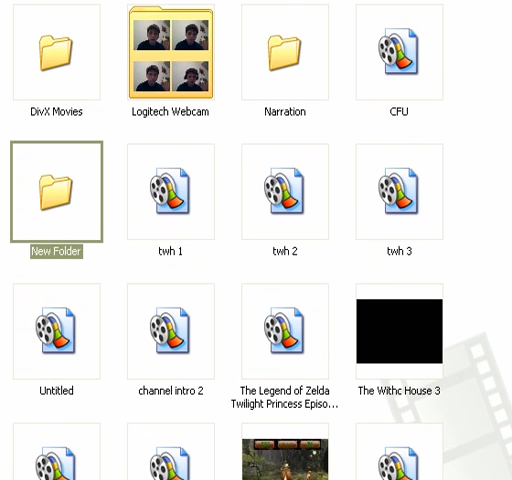 DivX Movies
Logitech Webcam
Narration
CFU
New Folder
twh 1
twh 2
twh 3
Untitled
channel intro 2
The Legend of Zelda
Twilight Princess Episo...
The Withc House 3